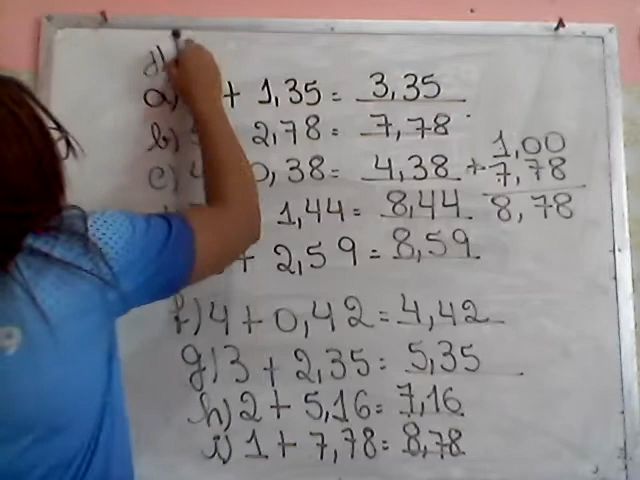 d)
a) + 1,35 = 3,35
b) 2,78 = 7,78
c) 4 0,38 = 4,38
1,44 = 8,44
+ 2,59 = 8,59
f) 4 + 0,42 = 4,42
g) 3 + 2,35 = 5,35
h) 2 + 5,16 = 7,16
i) 1 + 7,78 = 8,78
1,00
+ 7,78
8,78